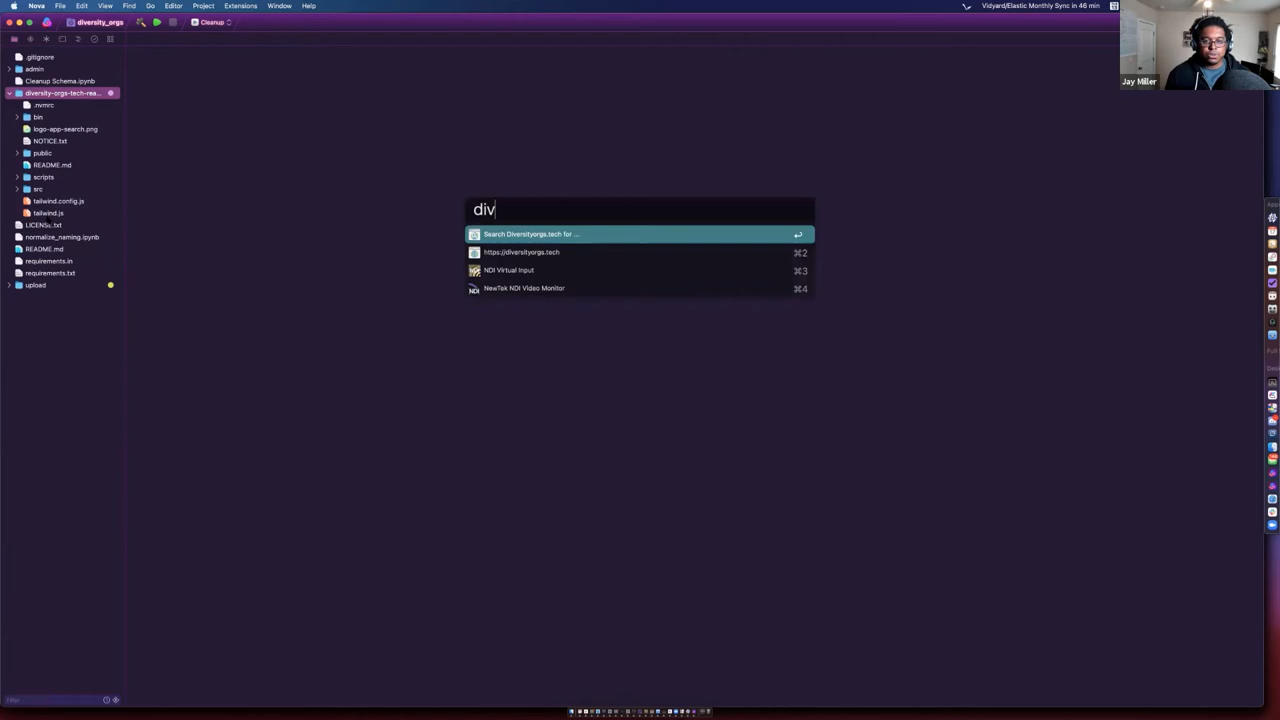 Nova File Edit View Find Go Editor Project Extensions Window Help
Vidyard/Elastic Monthly Sync in 46 min
diversity_orgs
Cleanup
Jay Miller
.gitignore
admin
Cleanup Schema.ipynb
diversity-orgs-tech-rea...
.nvmrc
bin
logo-app-search.png
NOTICE.txt
public
README.md
scripts
src
tailwind.config.js
tailwind.js
LICENSE.txt
normalize_naming.ipynb
README.md
requirements.in
requirements.txt
upload
div
Search Diversityorgs.tech for ...
https://diversityorgs.tech ⌘2
NDI Virtual Input ⌘3
NewTek NDI Video Monitor ⌘4
NDI
Filter